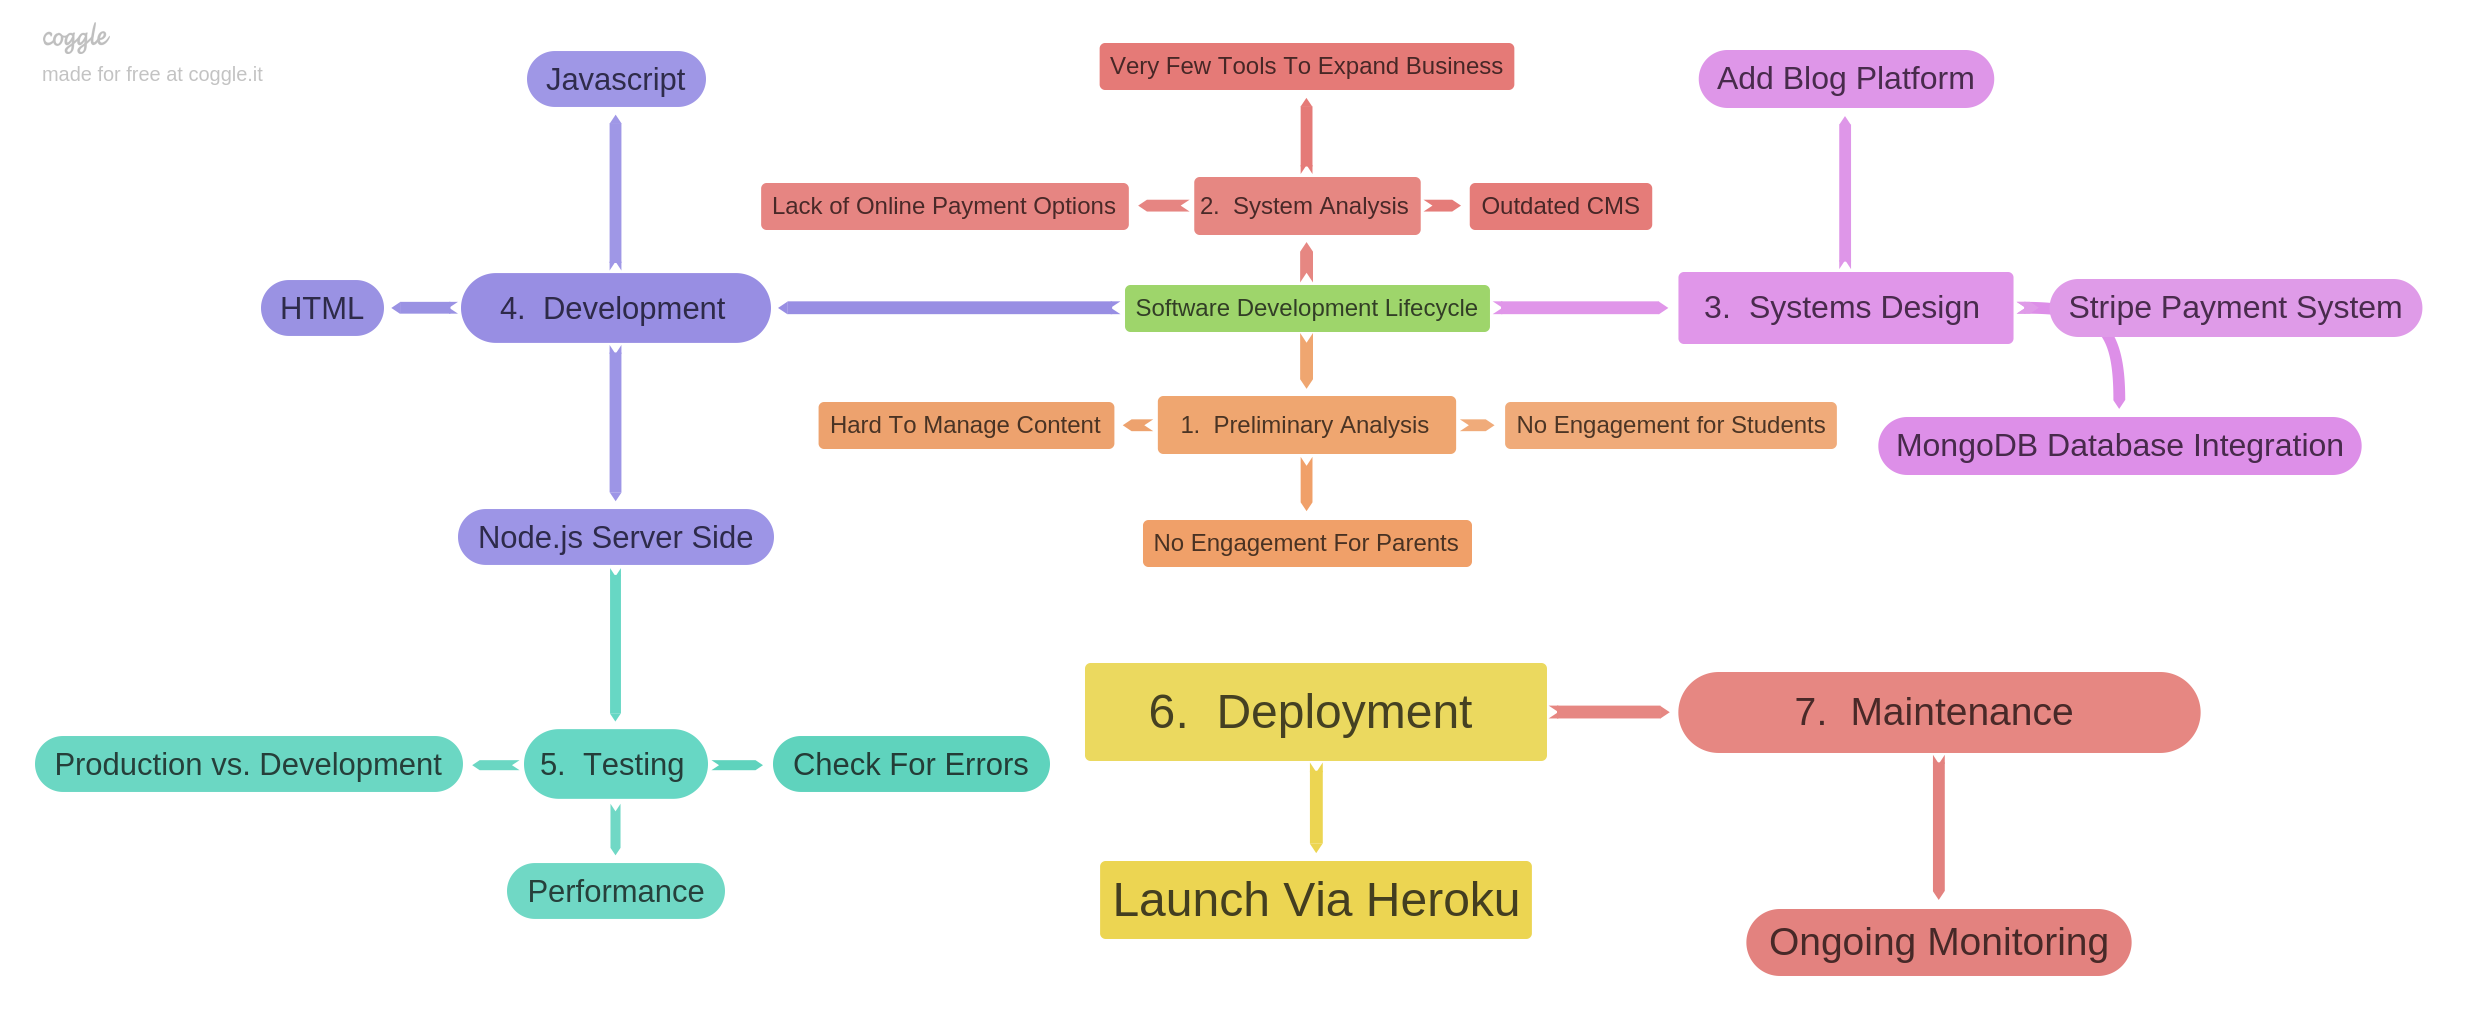 coggle
made for free at coggle.it
Javascript
Very Few Tools To Expand Business
Add Blog Platform
Lack of Online Payment Options
2. System Analysis
Outdated CMS
HTML
4. Development
Software Development Lifecycle
3. Systems Design
Stripe Payment System
Hard To Manage Content
1. Preliminary Analysis
No Engagement for Students
MongoDB Database Integration
Node.js Server Side
No Engagement For Parents
6. Deployment
7. Maintenance
Production vs. Development
5. Testing
Check For Errors
Performance
Launch Via Heroku
Ongoing Monitoring